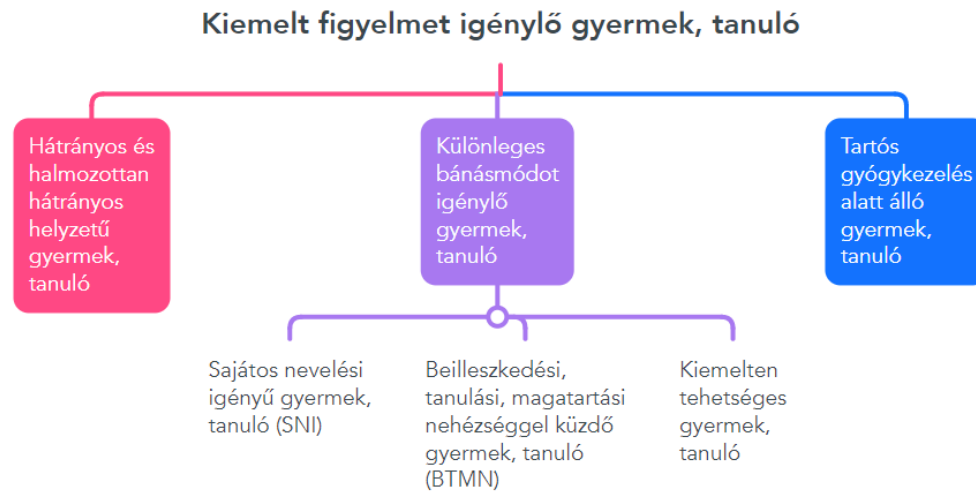 Kiemelt figyelmet igénylő gyermek, tanuló
Hátrányos és
halmozottan
hátrányos
helyzetű
gyermek,
tanuló
Különleges
bánásmódot
igénylő
gyermek,
tanuló
Tartós
gyógykezelés
alatt álló
gyermek,
tanuló
Sajátos nevelési
igényű gyermek,
tanuló (SNI)
Beilleszkedési,
tanulási, magatartási
nehézséggel küzdő
gyermek, tanuló
(BTMN)
Kiemelten
tehetséges
gyermek,
tanuló